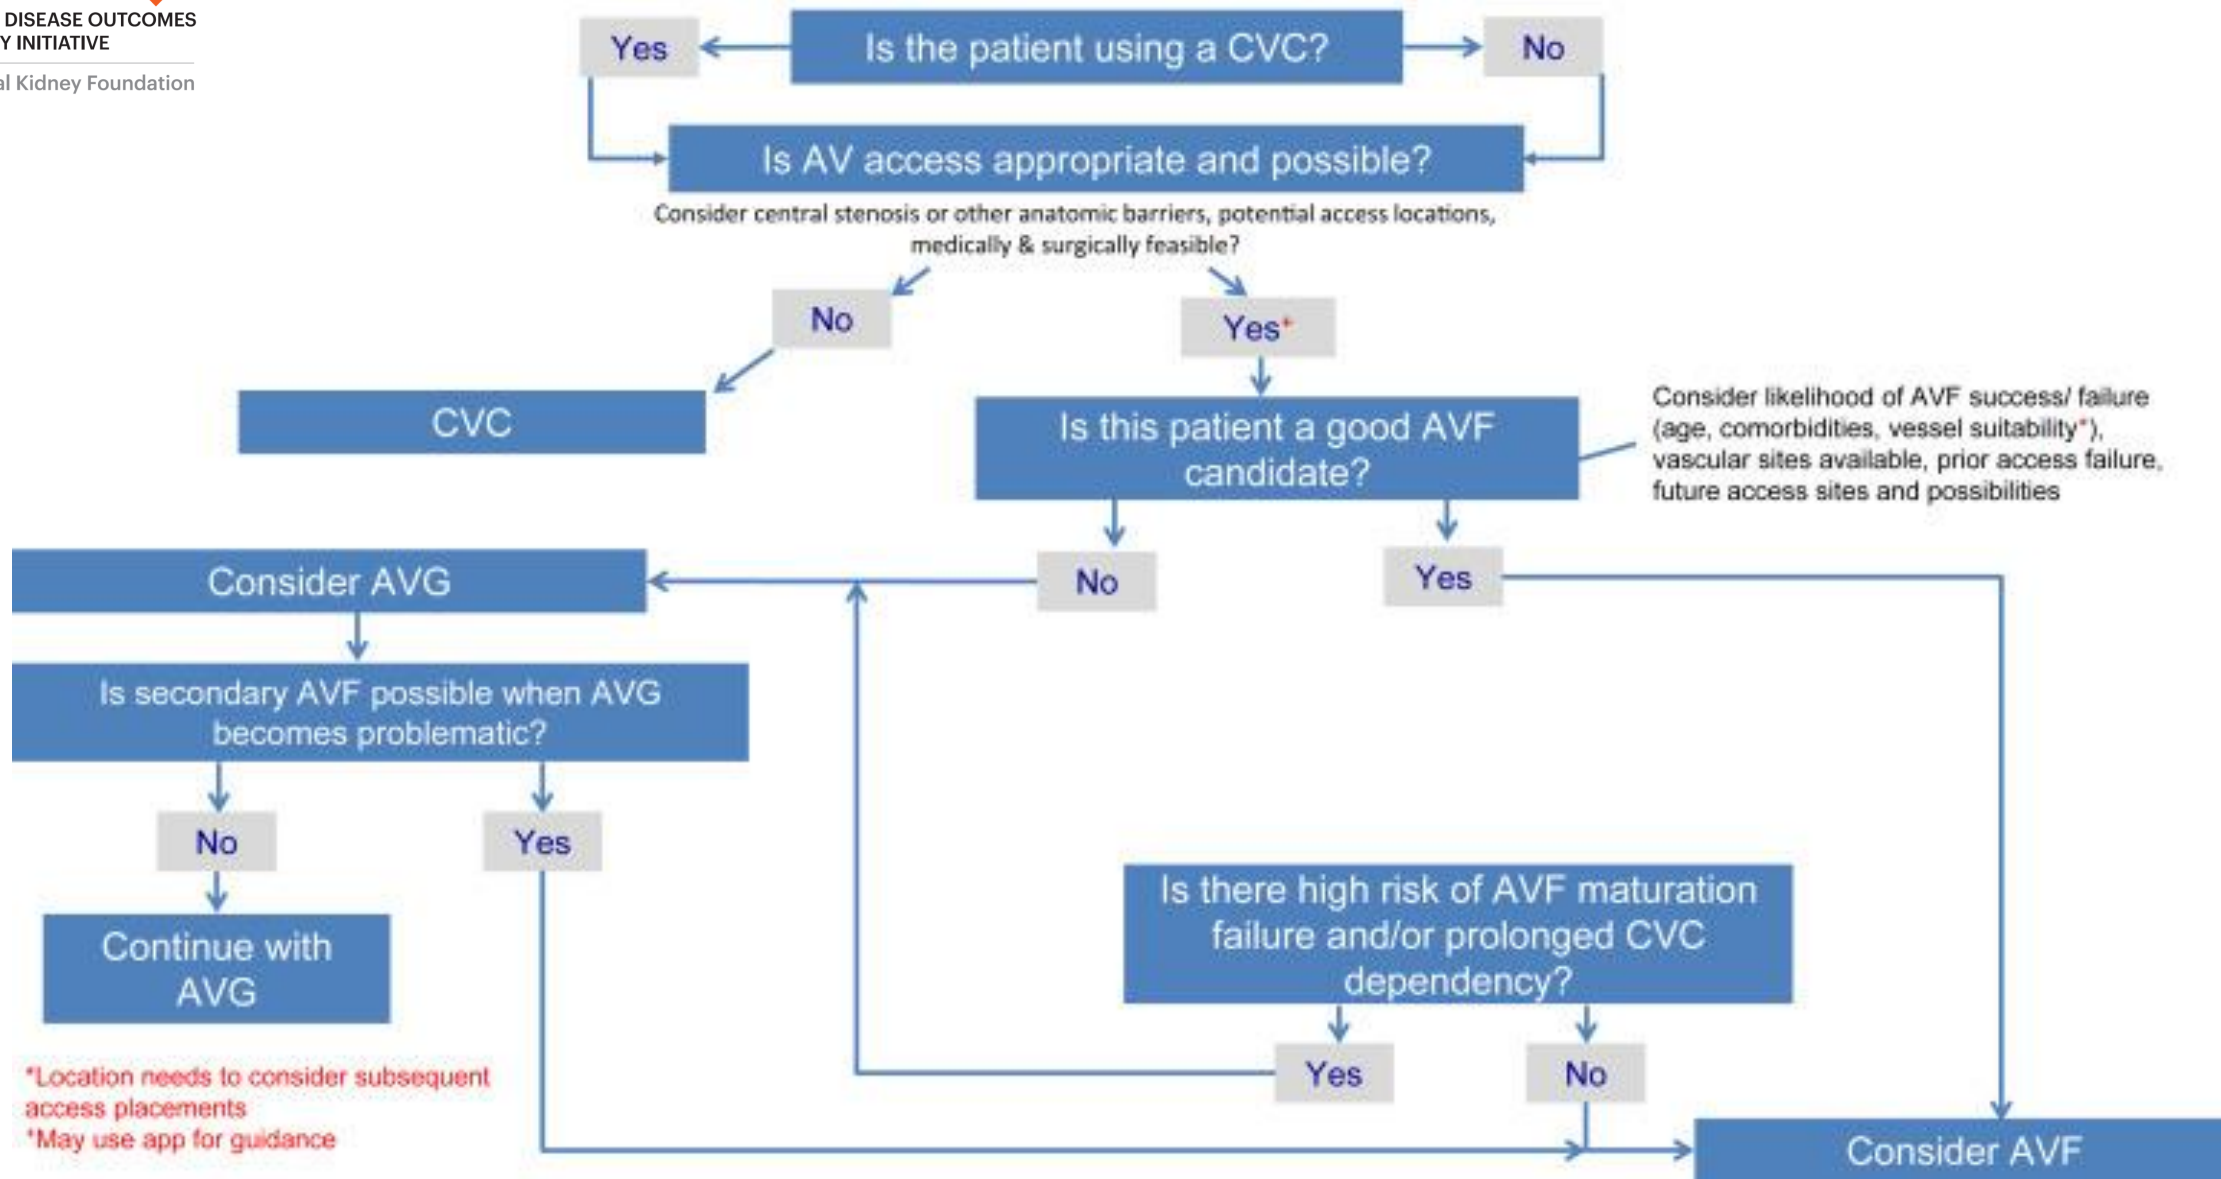 DISEASE OUTCOMES
Y INITIATIVE
al Kidney Foundation
Is the patient using a CVC?
Yes
No
Is AV access appropriate and possible?
Consider central stenosis or other anatomic barriers, potential access locations,
medically & surgically feasible?
No
Yes*
CVC
Is this patient a good AVF
candidate?
Consider likelihood of AVF success/ failure
(age, comorbidities, vessel suitability*),
vascular sites available, prior access failure,
future access sites and possibilities
No
Yes
Consider AVG
Is secondary AVF possible when AVG
becomes problematic?
No
Yes
Continue with
AVG
Is there high risk of AVF maturation
failure and/or prolonged CVC
dependency?
Yes
No
*Location needs to consider subsequent
access placements
*May use app for guidance
Consider AVF